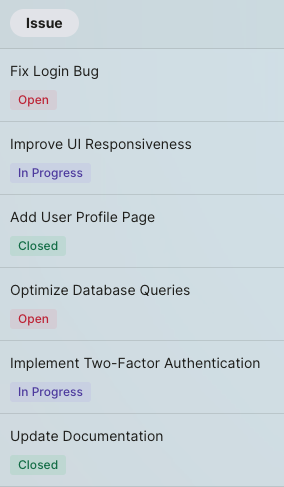 Issue
Fix Login Bug
Open
Improve UI Responsiveness
In Progress
Add User Profile Page
Closed
Optimize Database Queries
Open
Implement Two-Factor Authentication
In Progress
Update Documentation
Closed